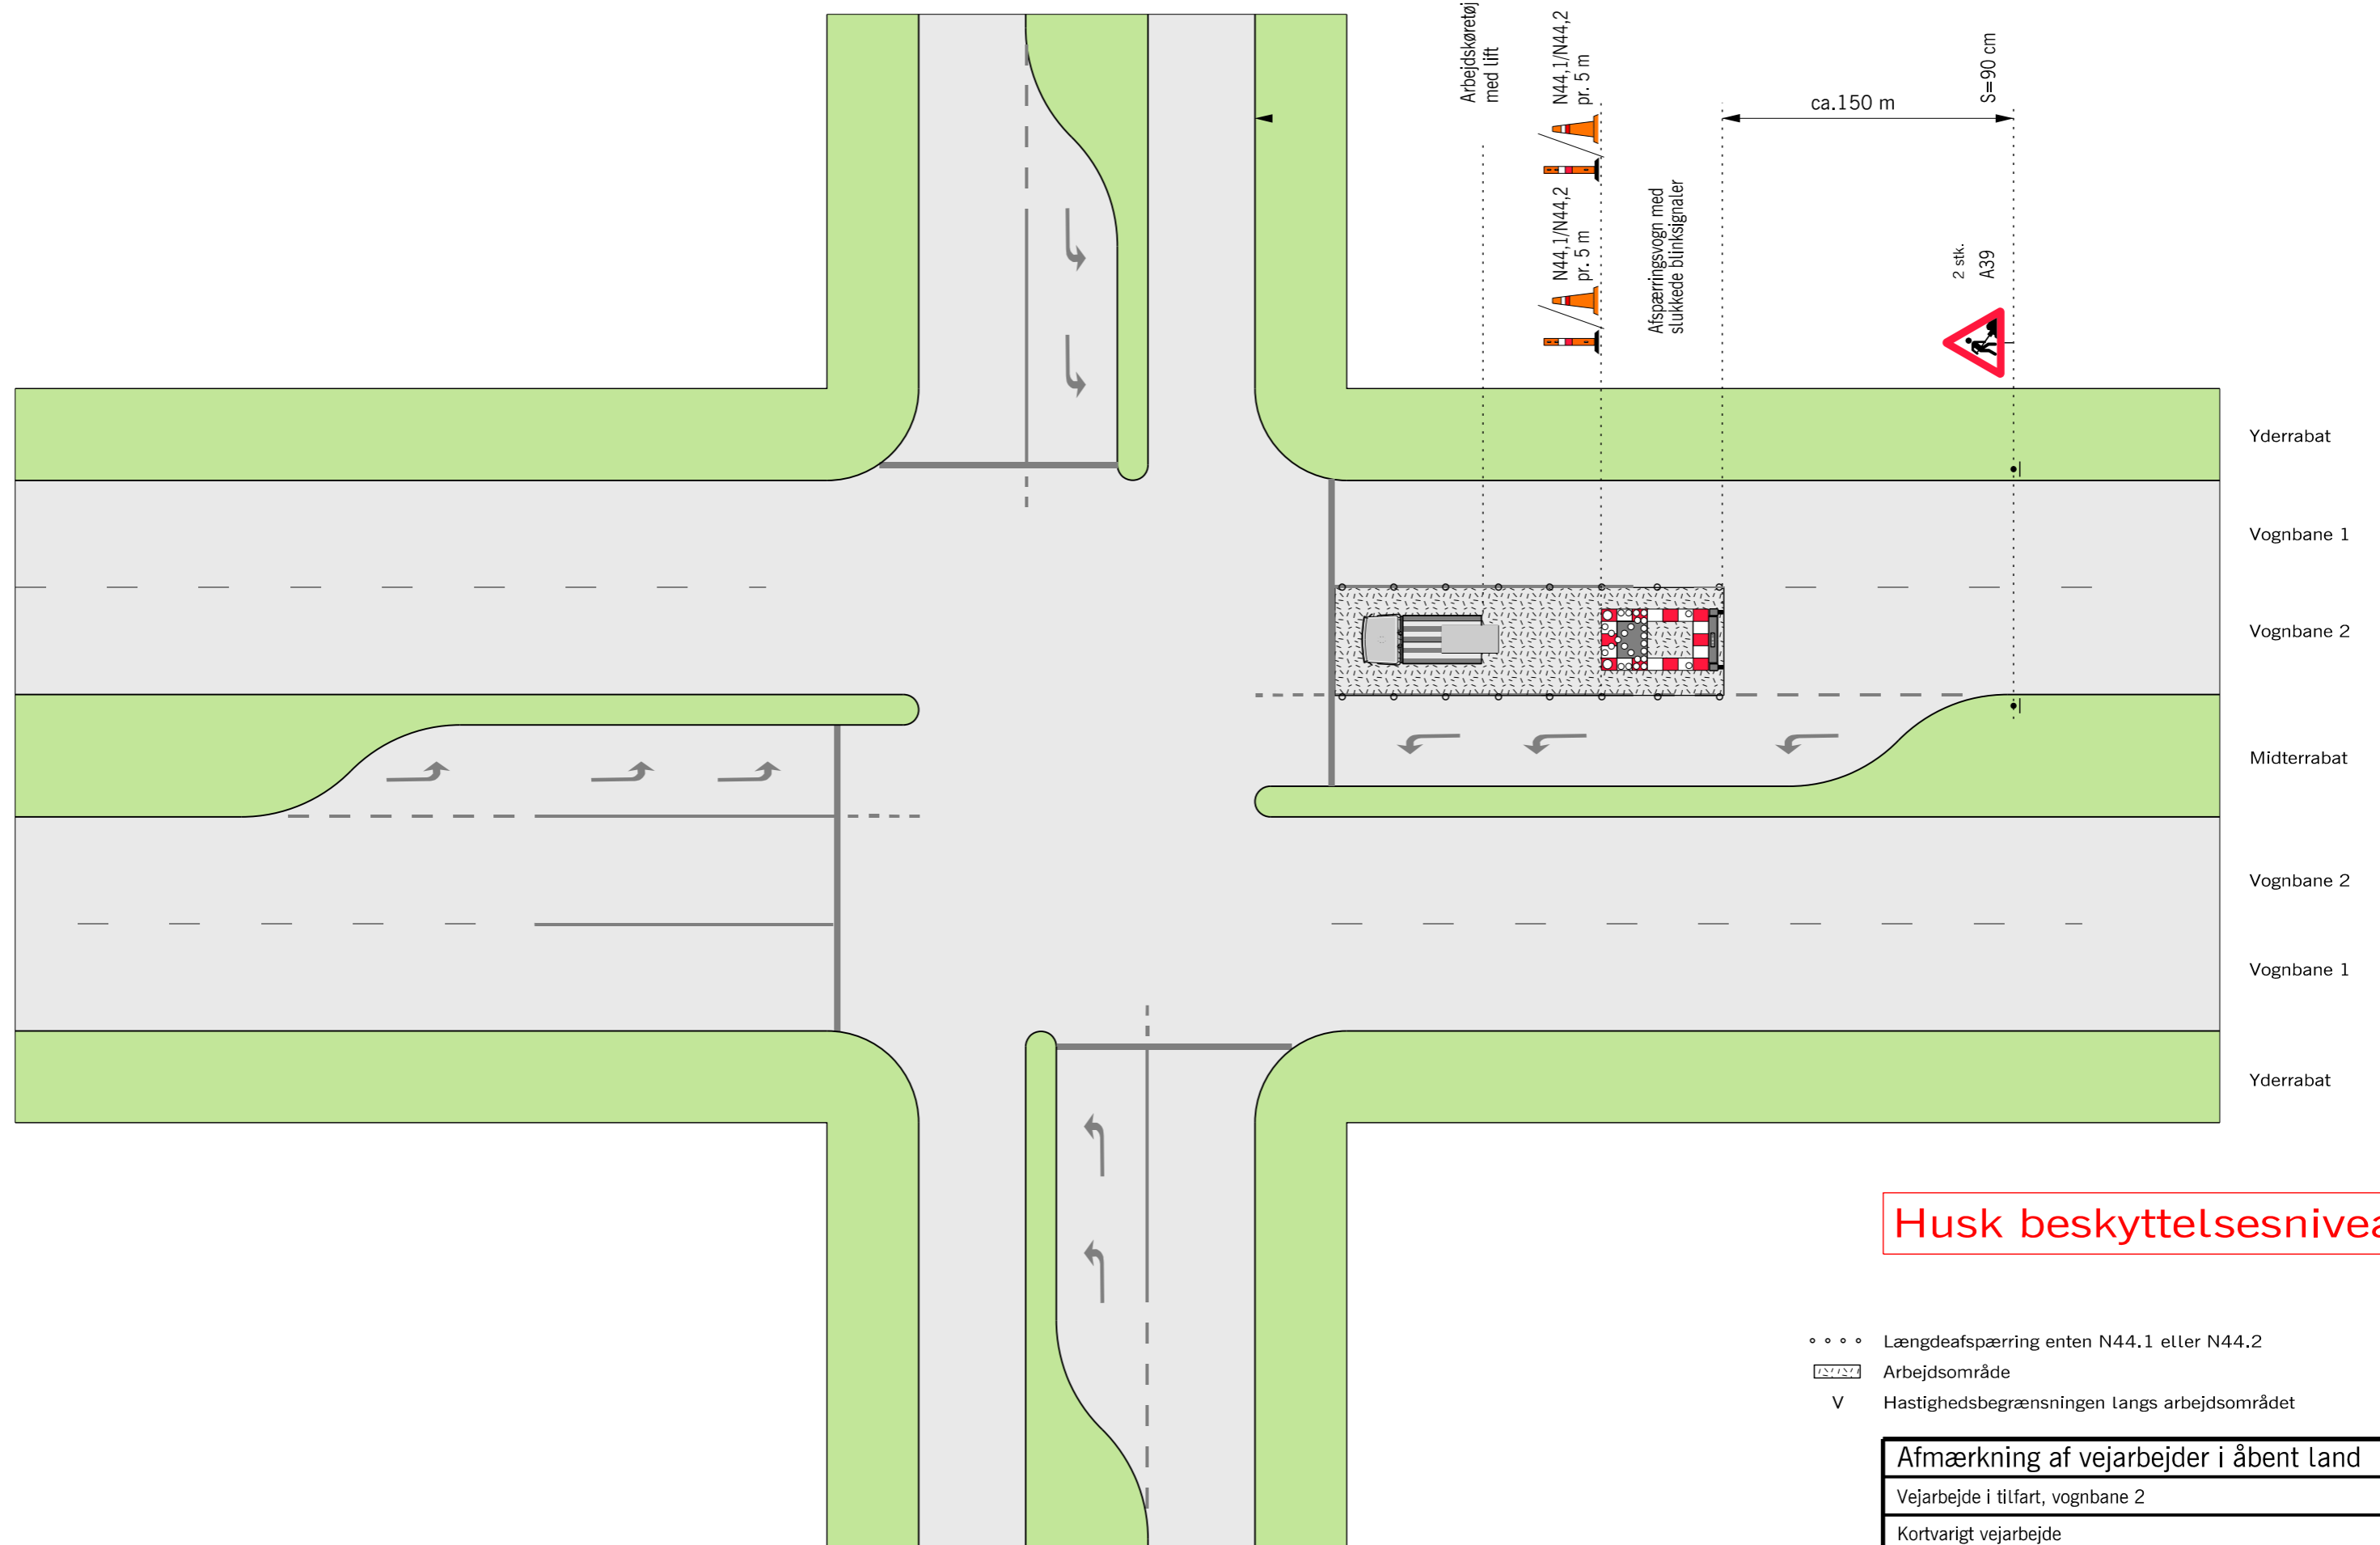 Arbejdskøretøj
med lift
N44,1/N44,2
pr. 5 m
N44,1/N44,2
pr. 5 m
Afspærringsvogn med
slukkede blinksignaler
ca.150 m
S=90 cm
2 stk.
A39
Yderrabat
Vognbane 1
Vognbane 2
Midterrabat
Vognbane 2
Vognbane 1
Yderrabat
Husk beskyttelsesnivea
Længdeafspærring enten N44.1 eller N44.2
Arbejdsområde
V Hastighedsbegrænsningen langs arbejdsområdet
Afmærkning af vejarbejder i åbent land
Vejarbejde i tilfart, vognbane 2
Kortvarigt vejarbejde